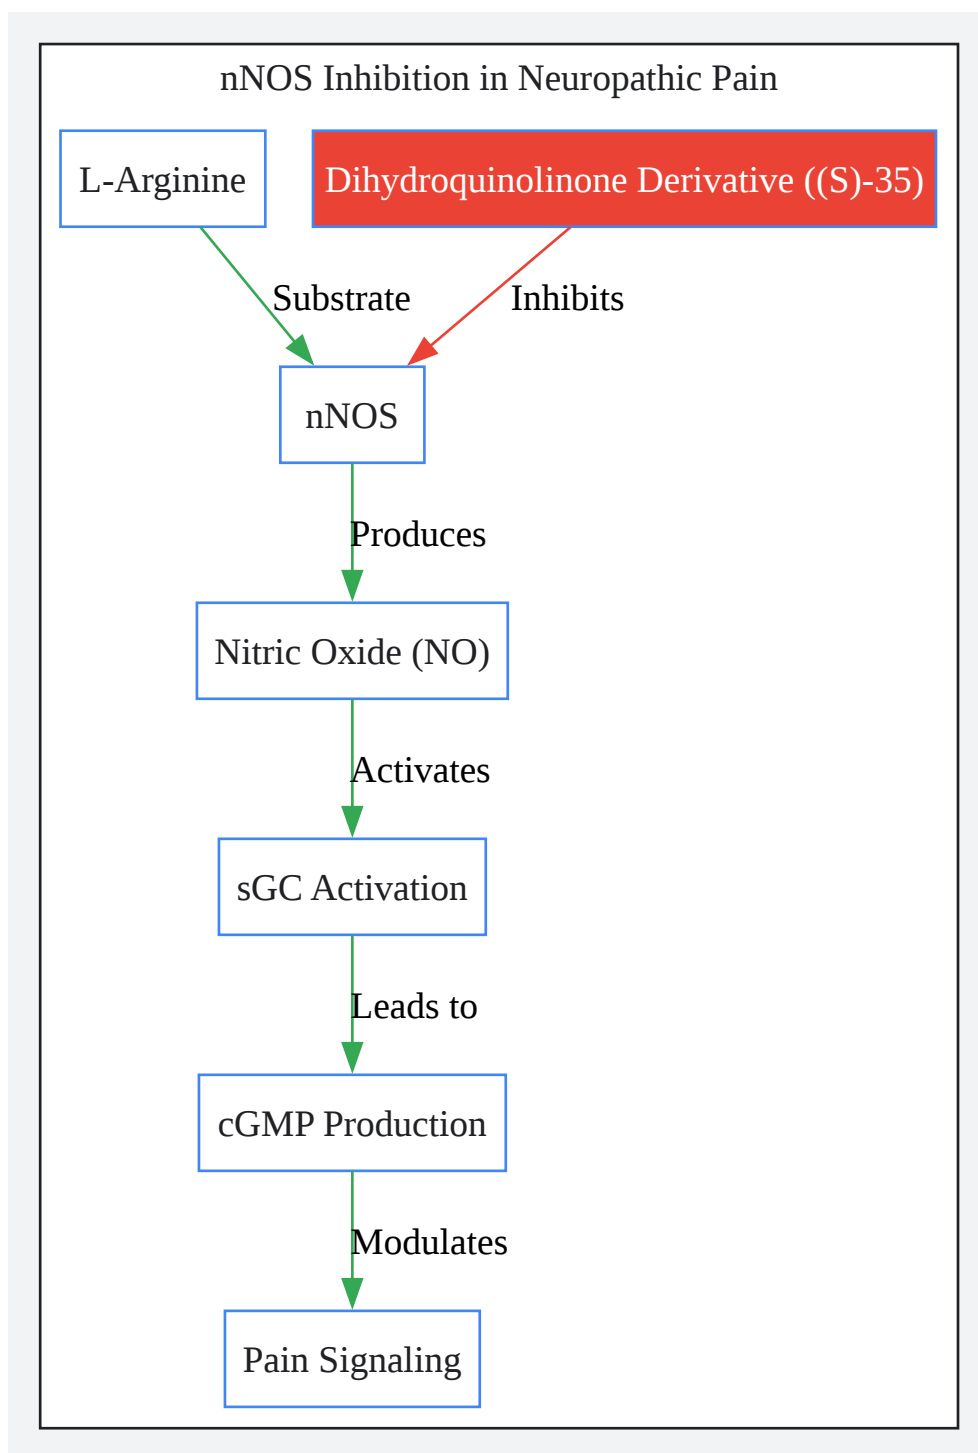 nNOS Inhibition in Neuropathic Pain
L-Arginine
Dihydroquinolinone Derivative ((S)-35)
Substrate
Inhibits
nNOS
Produces
Nitric Oxide (NO)
Activates
sGC Activation
Leads to
cGMP Production
Modulates
Pain Signaling